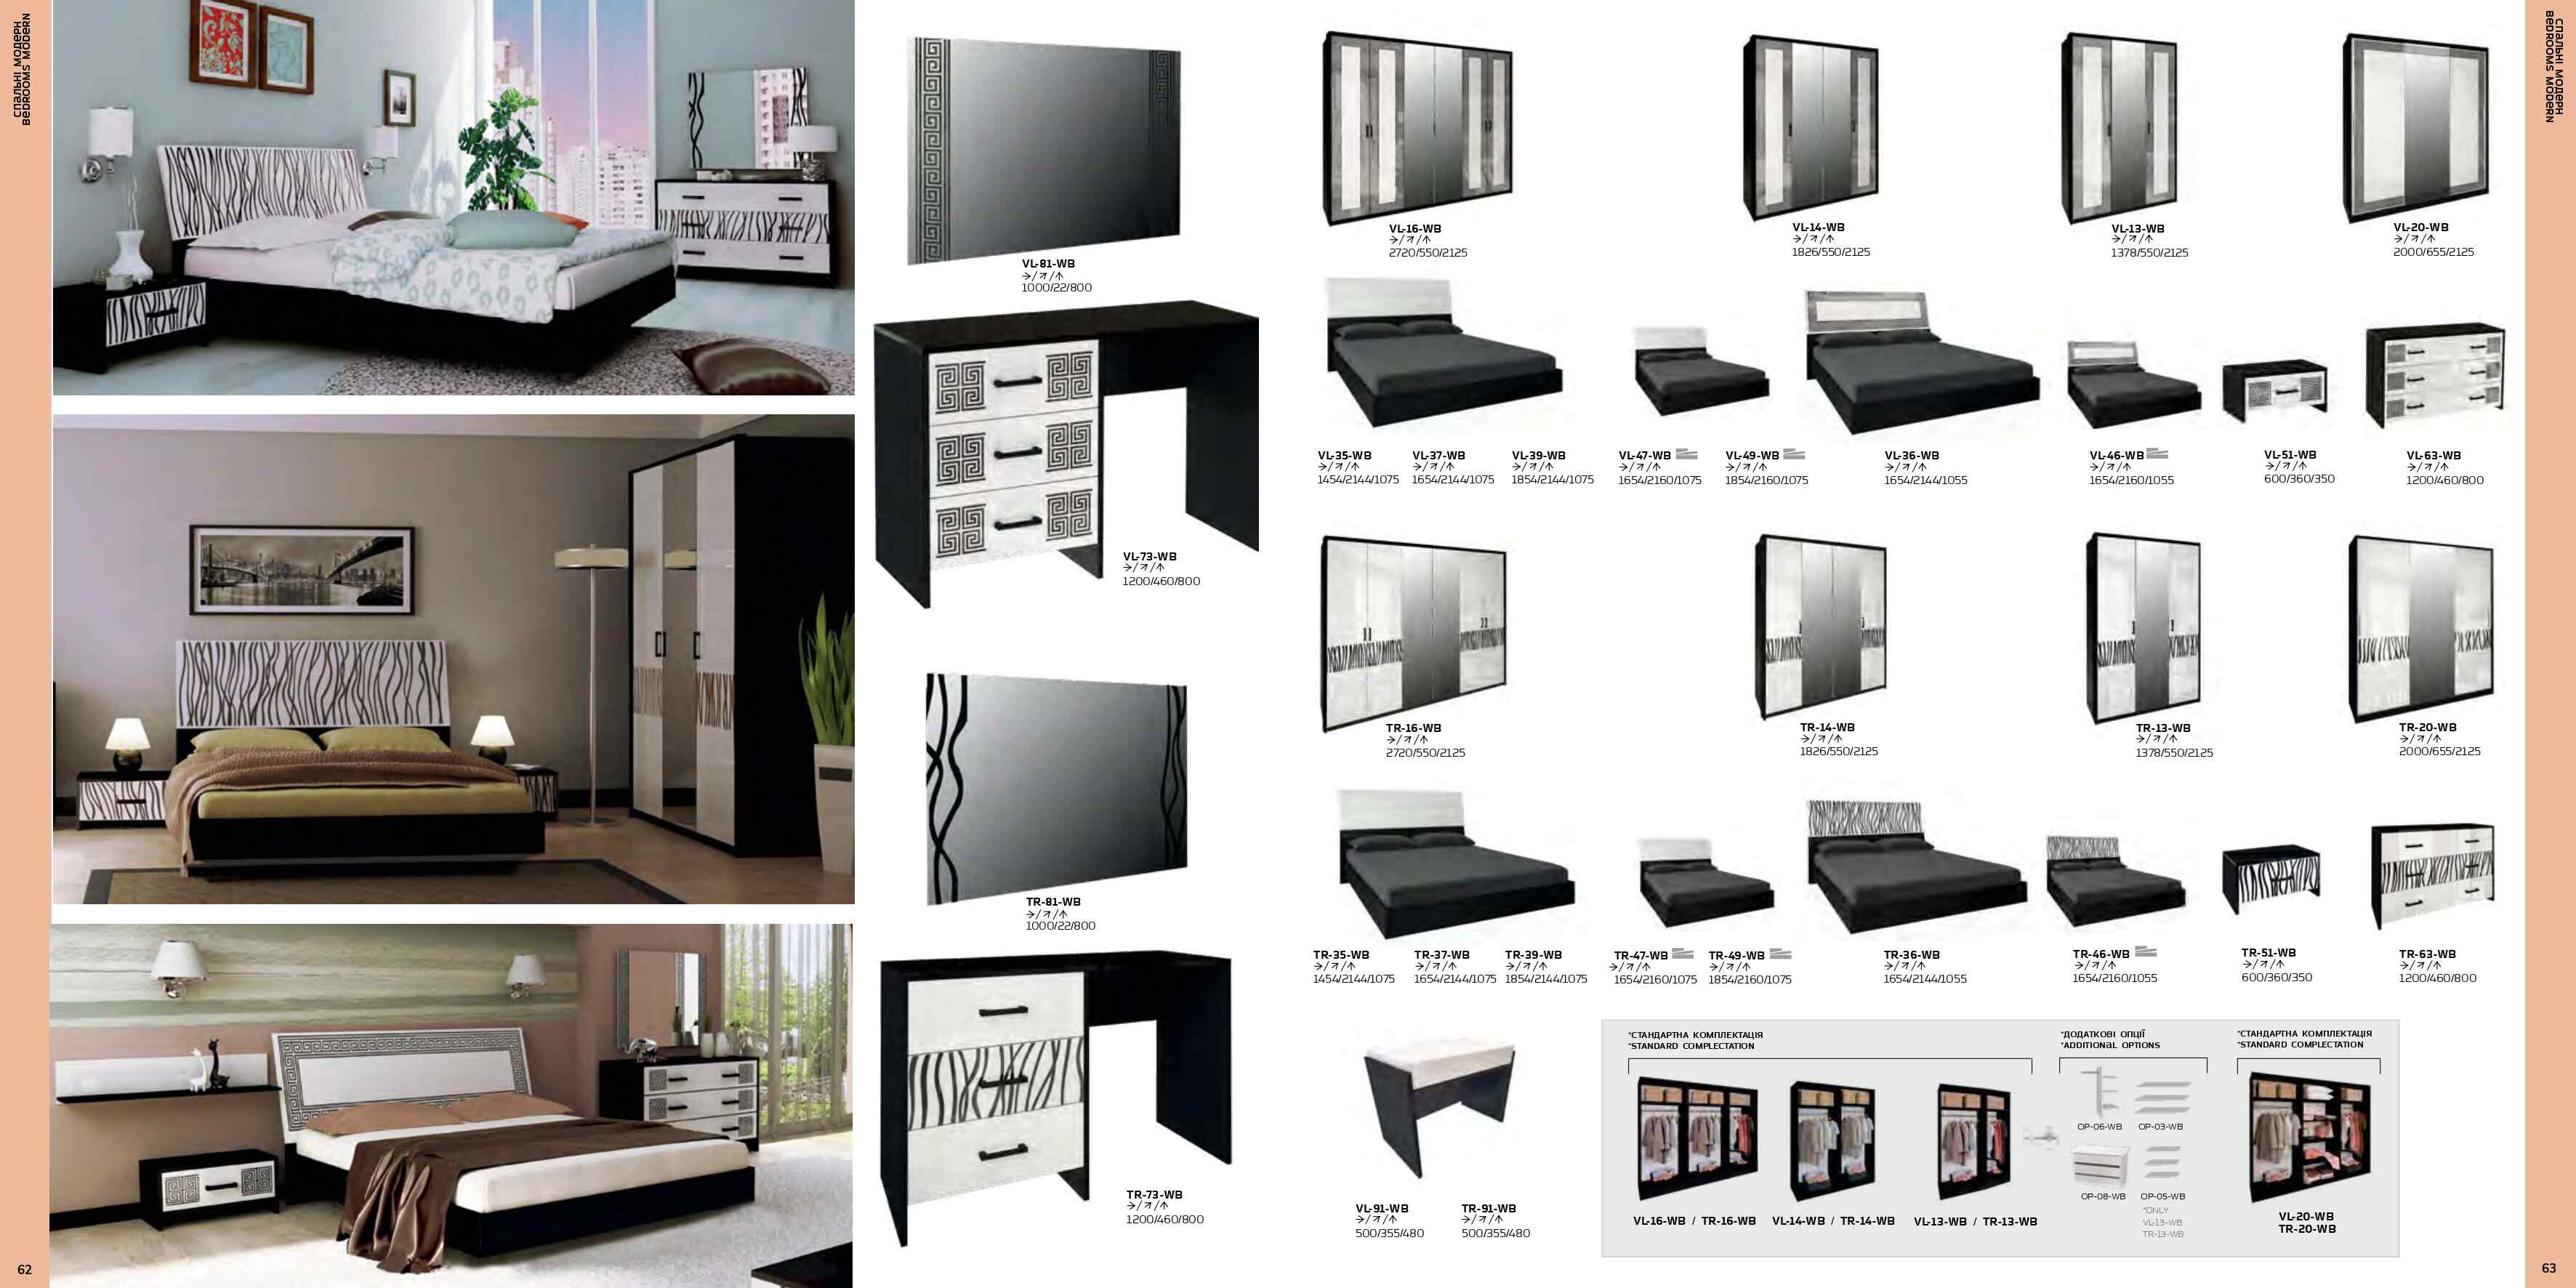 спальні модерн
Bedrooms modern
62
VL-81-WB
→/↗/↑
1000/22/800
VL-73-WB
→/↗/↑
1200/460/800
TR-81-WB
→/↗/↑
1000/22/800
TR-73-WB
→/↗/↑
1200/460/800
VL-16-WB
→/↗/↑
2720/550/2125
VL-14-WB
→/↗/↑
1826/550/2125
VL-13-WB
→/↗/↑
1378/550/2125
VL-20-WB
→/↗/↑
2000/655/2125
VL-35-WB
→/↗/↑
1454/2144/1075
VL-37-WB
→/↗/↑
1654/2144/1075
VL-39-WB
→/↗/↑
1854/2144/1075
VL-47-WB
→/↗/↑
1654/2160/1075
VL-49-WB
→/↗/↑
1854/2160/1075
VL-36-WB
→/↗/↑
1654/2144/1055
VL-46-WB
→/↗/↑
1654/2160/1055
VL-51-WB
→/↗/↑
600/360/350
VL-63-WB
→/↗/↑
1200/460/800
TR-16-WB
→/↗/↑
2720/550/2125
TR-14-WB
→/↗/↑
1826/550/2125
TR-13-WB
→/↗/↑
1378/550/2125
TR-20-WB
→/↗/↑
2000/655/2125
TR-35-WB
→/↗/↑
1454/2144/1075
TR-37-WB
→/↗/↑
1654/2144/1075
TR-39-WB
→/↗/↑
1854/2144/1075
TR-47-WB
→/↗/↑
1654/2160/1075
TR-49-WB
→/↗/↑
1854/2160/1075
TR-36-WB
→/↗/↑
1654/2144/1055
TR-46-WB
→/↗/↑
1654/2160/1055
TR-51-WB
→/↗/↑
600/360/350
TR-63-WB
→/↗/↑
1200/460/800
VL-91-WB
→/↗/↑
500/355/480
TR-91-WB
→/↗/↑
500/355/480
*СТАНДАРТНА КОМПЛЕКТАЦІЯ
*STANDARD COMPLECTATION
VL-16-WB / TR-16-WB
VL-14-WB / TR-14-WB
VL-13-WB / TR-13-WB
*ДОДАТКОВІ ОПЦІЇ
*ADDITIONAL OPTIONS
OP-06-WB
OP-03-WB
OP-08-WB
OP-05-WB
*ONLY
VL-13-WB
TR-13-WB
*СТАНДАРТНА КОМПЛЕКТАЦІЯ
*STANDARD COMPLECTATION
VL-20-WB
TR-20-WB
спальні модерн
Bedrooms modern
63